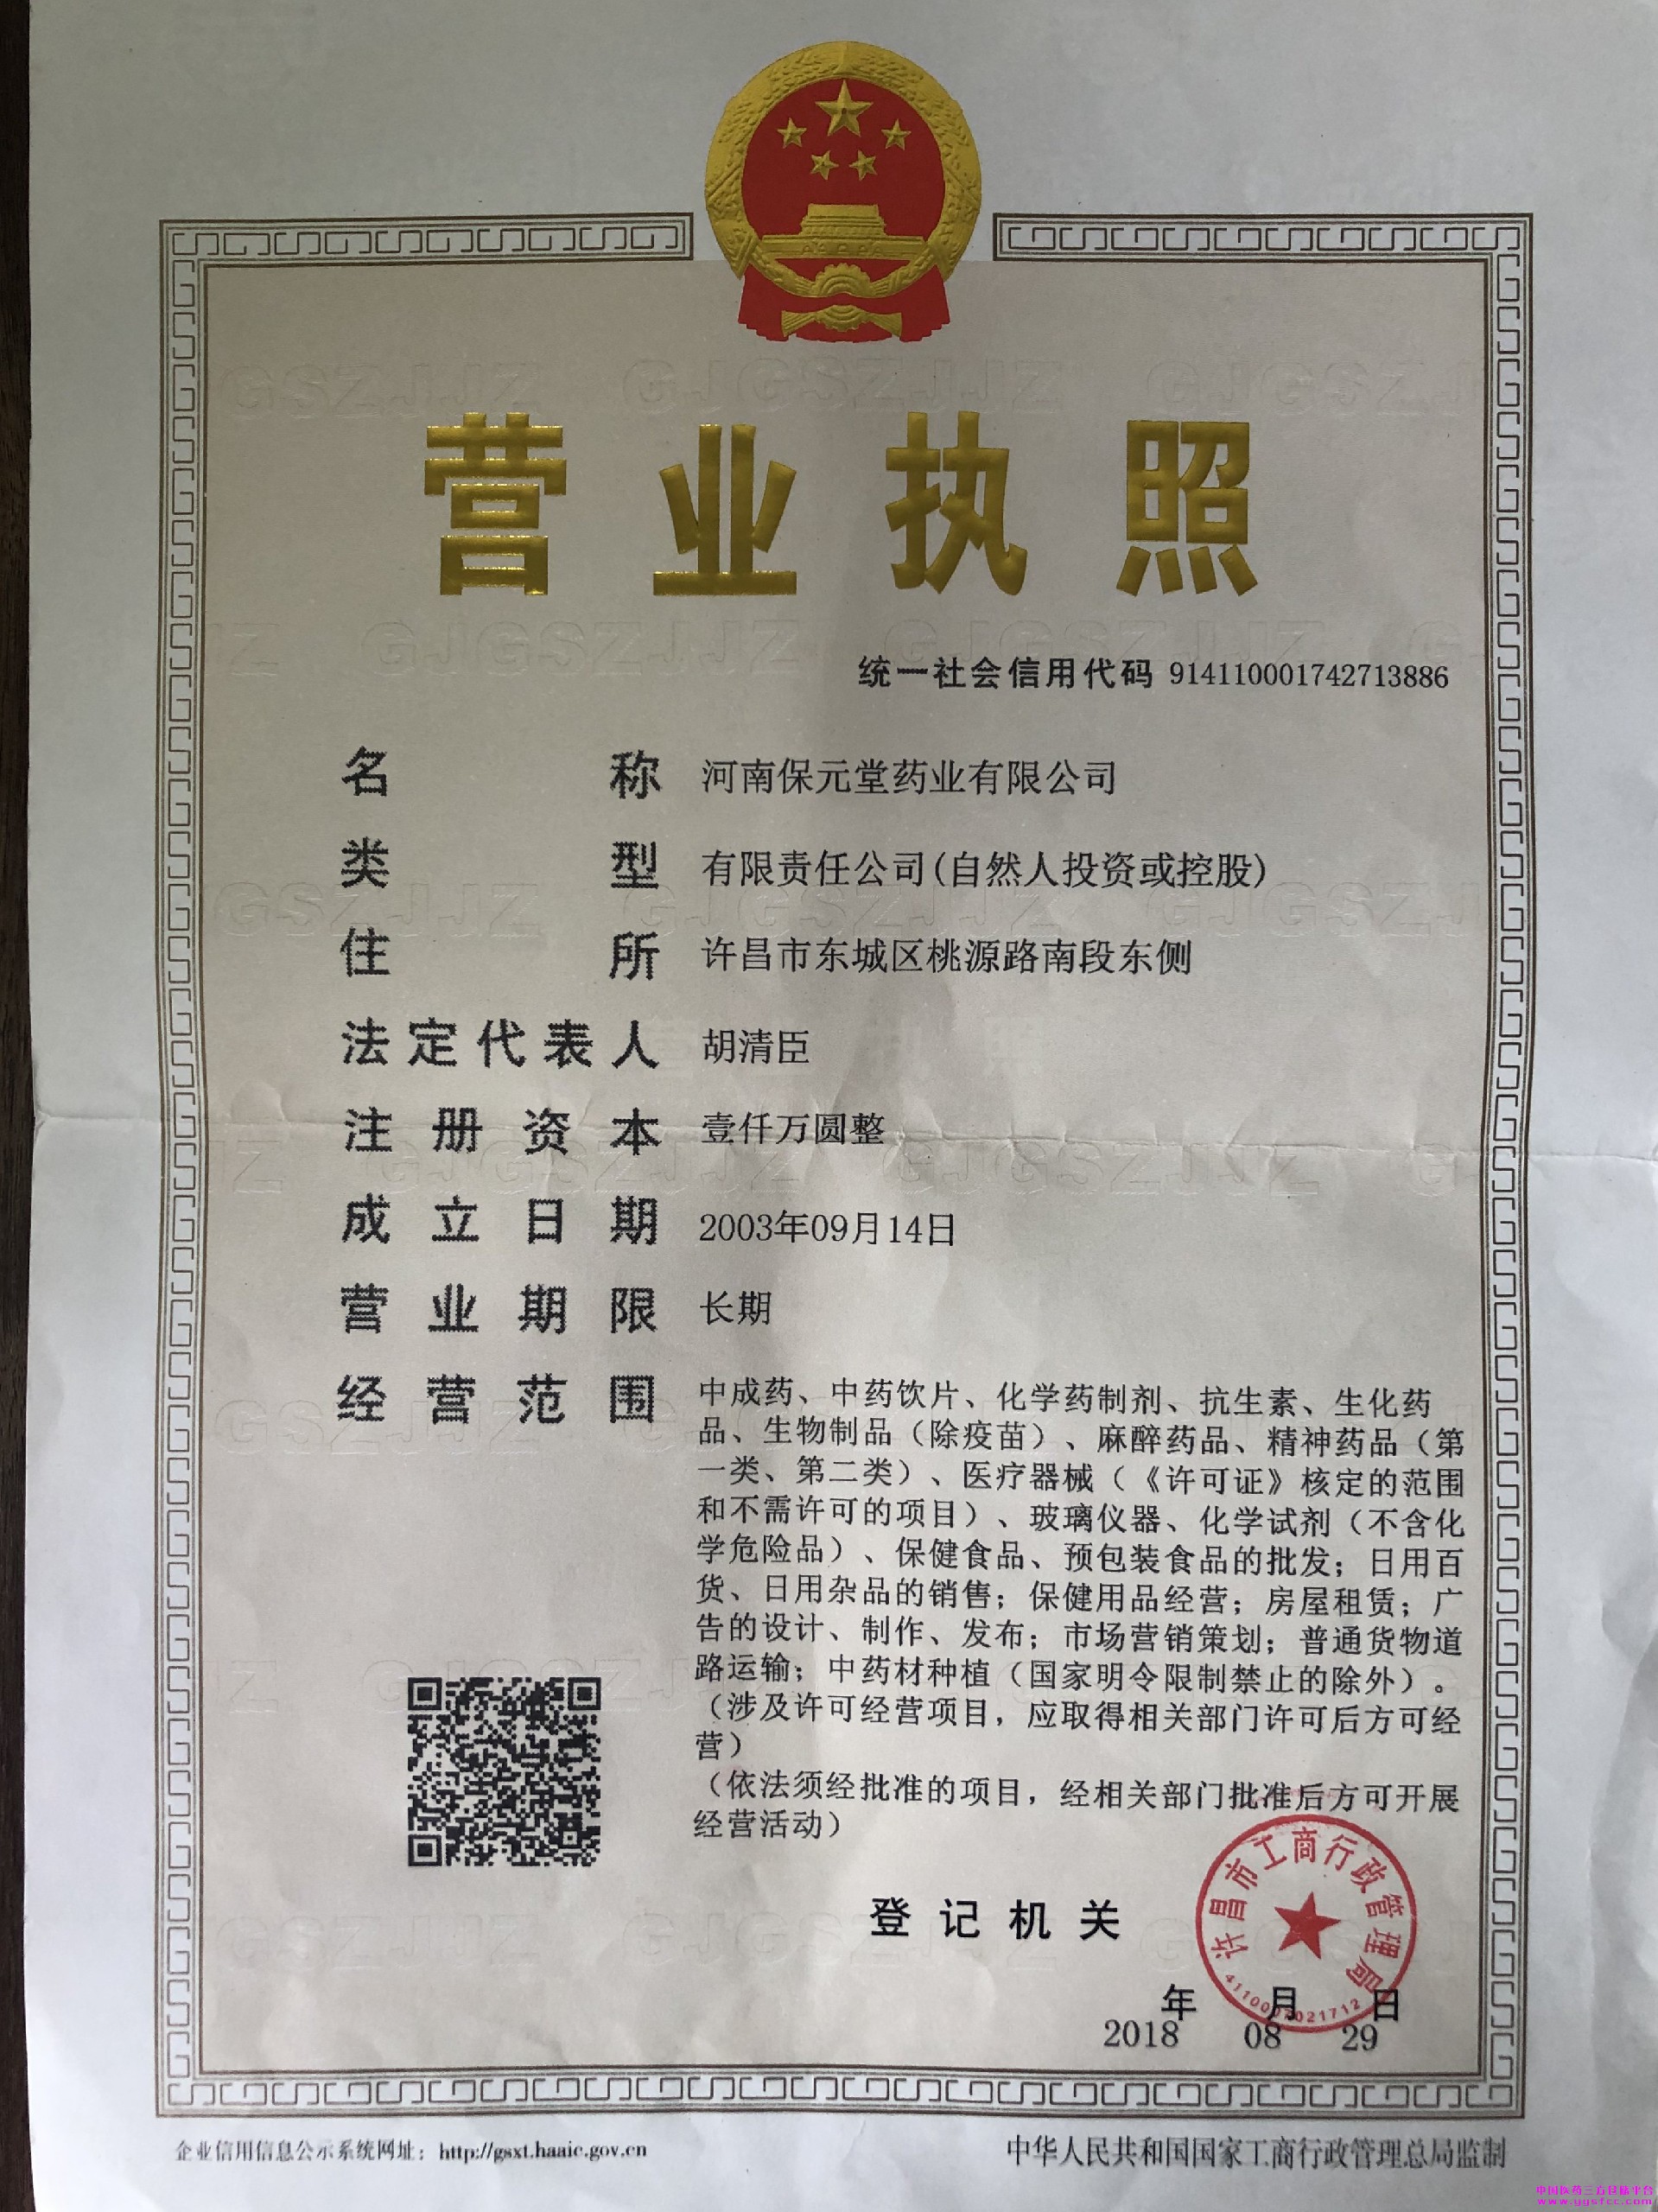 营业执照
统一社会信用代码 914110001742713886
名称 河南保元堂药业有限公司
类型 有限责任公司(自然人投资或控股)
住所 许昌市东城区桃源路南段东侧
法定代表人 胡清臣
注册资本 壹仟万圆整
成立日期 2003年09月14日
营业期限 长期
经营范围 中成药、中药饮片、化学药制剂、抗生素、生化药
品、生物制品（除疫苗）、麻醉药品、精神药品（第
一类、第二类）、医疗器械（《许可证》核定的范围
和不需许可的项目）、玻璃仪器、化学试剂（不含化
学危险品）、保健食品、预包装食品的批发；日用百
货、日用杂品的销售；保健用品经营；房屋租赁；广
告的设计、制作、发布；市场营销策划；普通货物道
路运输；中药材种植（国家明令限制禁止的除外）。
（涉及许可经营项目，应取得相关部门许可后方可经
营）
（依法须经批准的项目，经相关部门批准后方可开展
经营活动）
登记机关
许昌市工商行政管理局
年 月 日
2018 08 29
企业信用信息公示系统网址： http://gsxt.haaic.gov.cn
中华人民共和国国家工商行政管理总局监制
www.ygsfcc.com